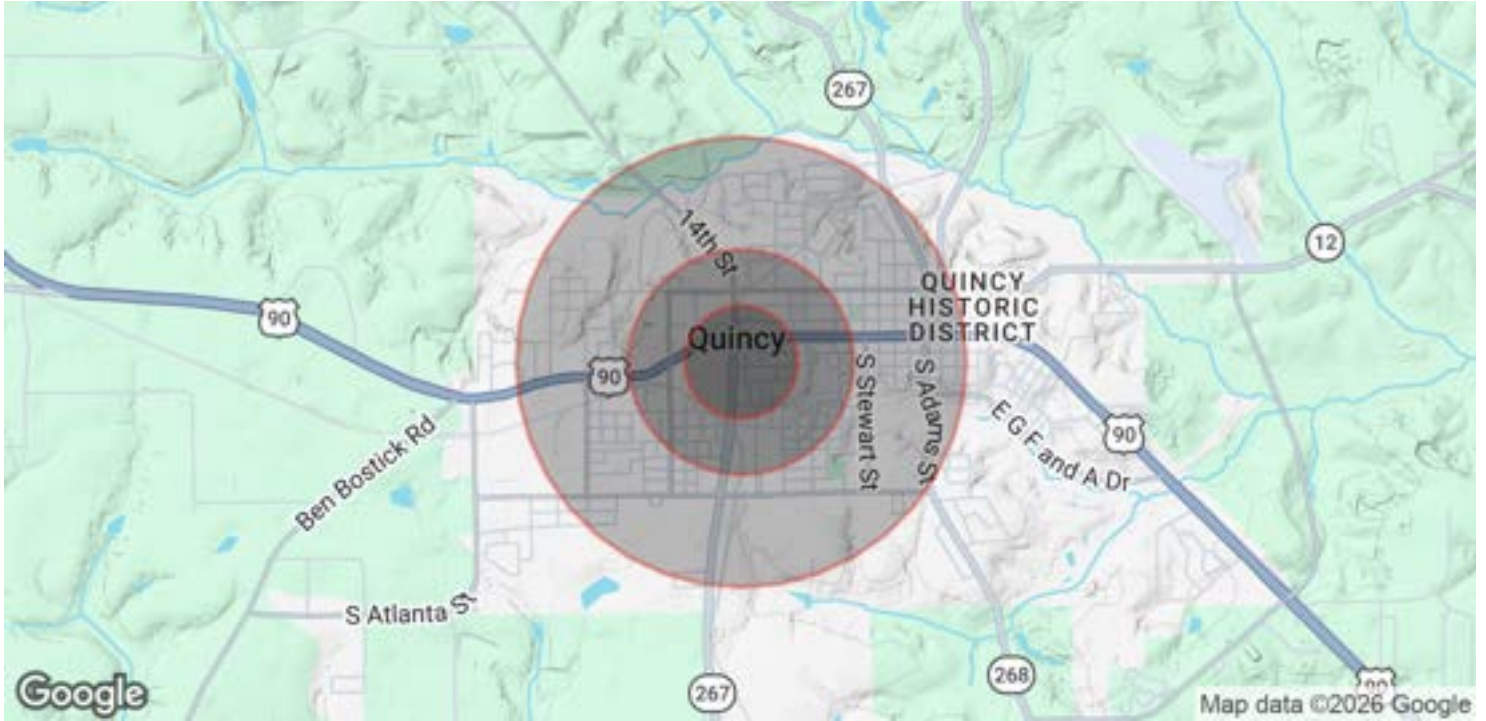 267
14th St
12
QUINCY
HISTORIC
DISTRICT
90
Quincy
90
S Stewart St
S Adams St
E G F and A Dr
90
Ben Bostick Rd
S Atlanta St
267
268
90
Google
Map data ©2026 Google